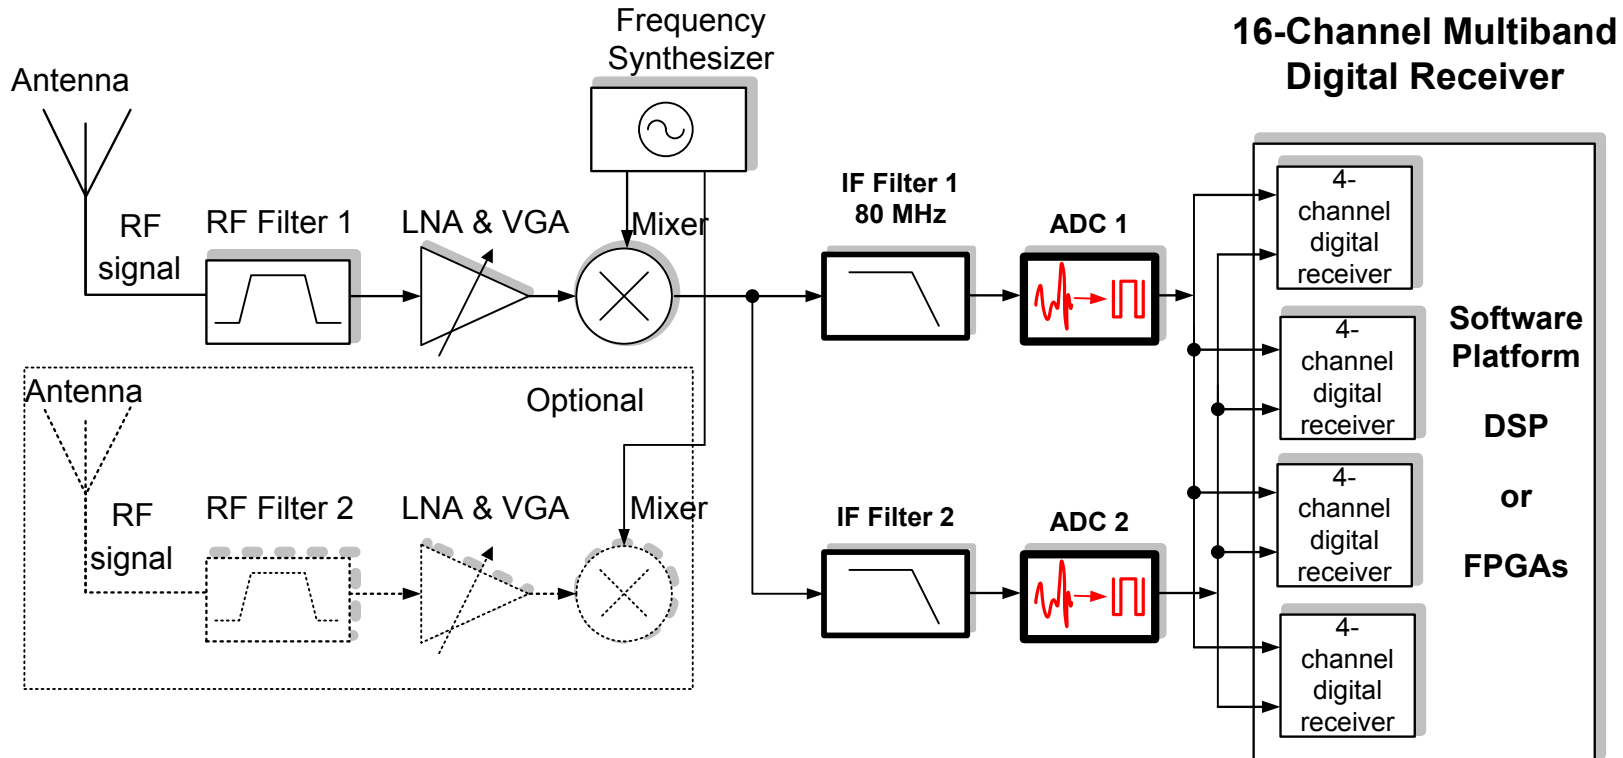 Frequency
Synthesizer
16-Channel Multiband
Digital Receiver
Antenna
RF
signal
RF Filter 1
LNA & VGA
Mixer
IF Filter 1
80 MHz
ADC 1
4-
channel
digital
receiver
4-
channel
digital
receiver
Software
Platform
DSP
or
FPGAs
Antenna
Optional
RF
signal
RF Filter 2
LNA & VGA
Mixer
IF Filter 2
ADC 2
4-
channel
digital
receiver
4-
channel
digital
receiver